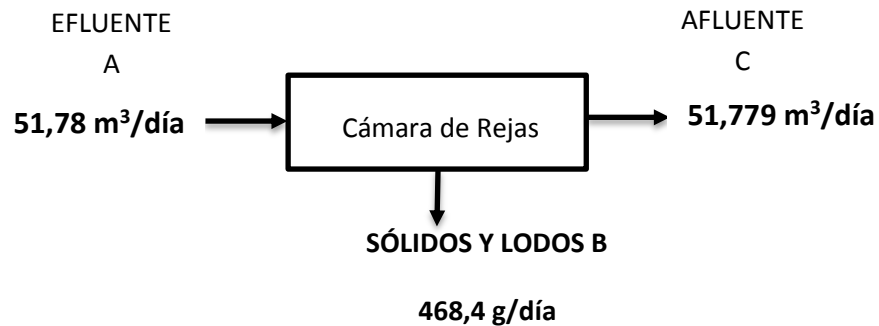 EFLUENTE
A
51,78 m³/día
Cámara de Rejas
AFLUENTE
C
51,779 m³/día
SÓLIDOS Y LODOS B
468,4 g/día